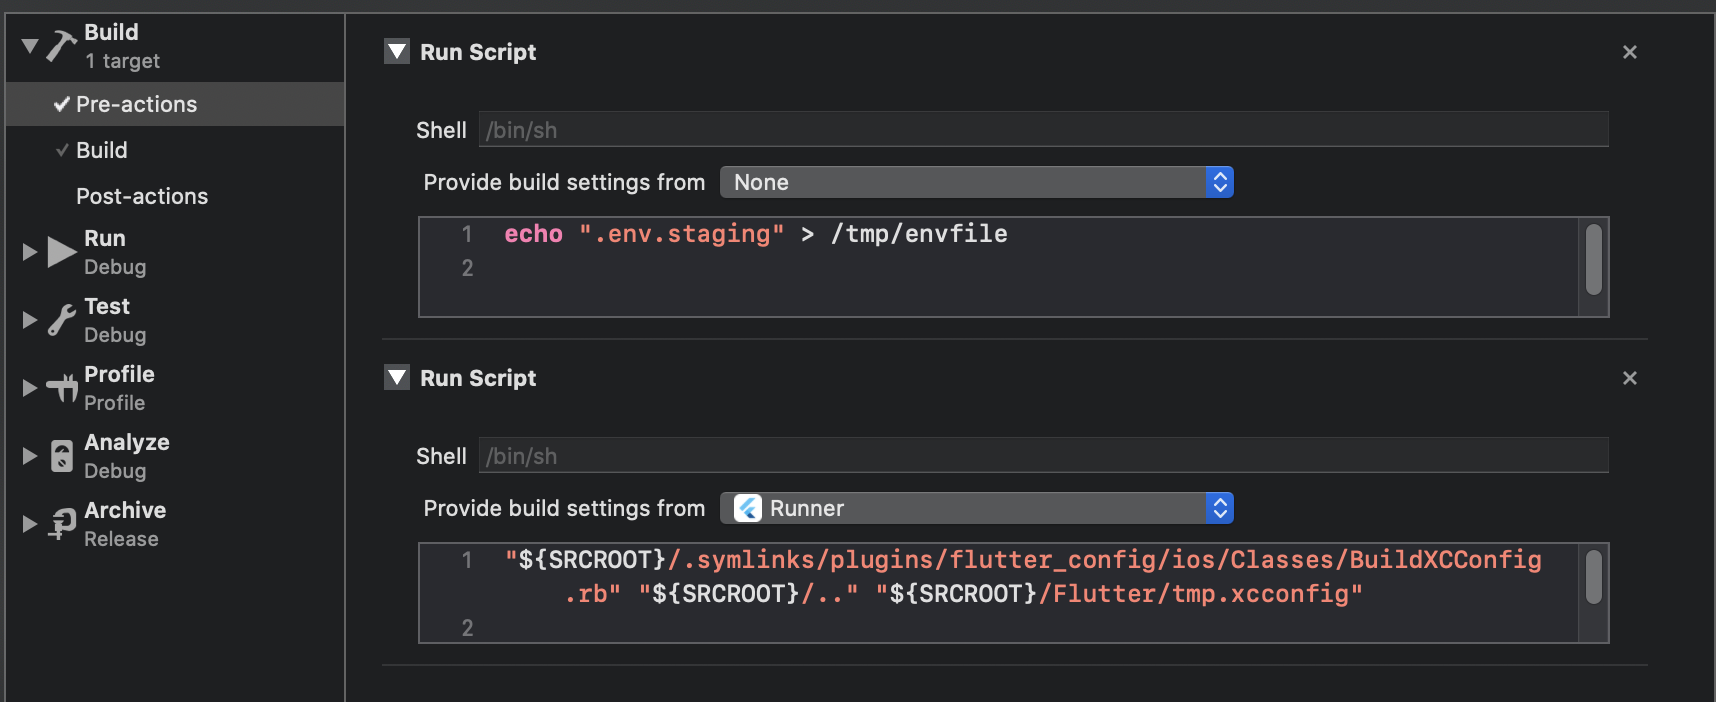 Build
1 target
Pre-actions
Build
Post-actions
Run
Debug
Test
Debug
Profile
Profile
Analyze
Debug
Archive
Release
Run Script
Shell /bin/sh
Provide build settings from None
1 echo ".env.staging" > /tmp/envfile
2
Run Script
Shell /bin/sh
Provide build settings from Runner
1 "${SRCROOT}/.symlinks/plugins/flutter_config/ios/Classes/BuildXCConfig
.rb" "${SRCROOT}/.." "${SRCROOT}/Flutter/tmp.xcconfig"
2